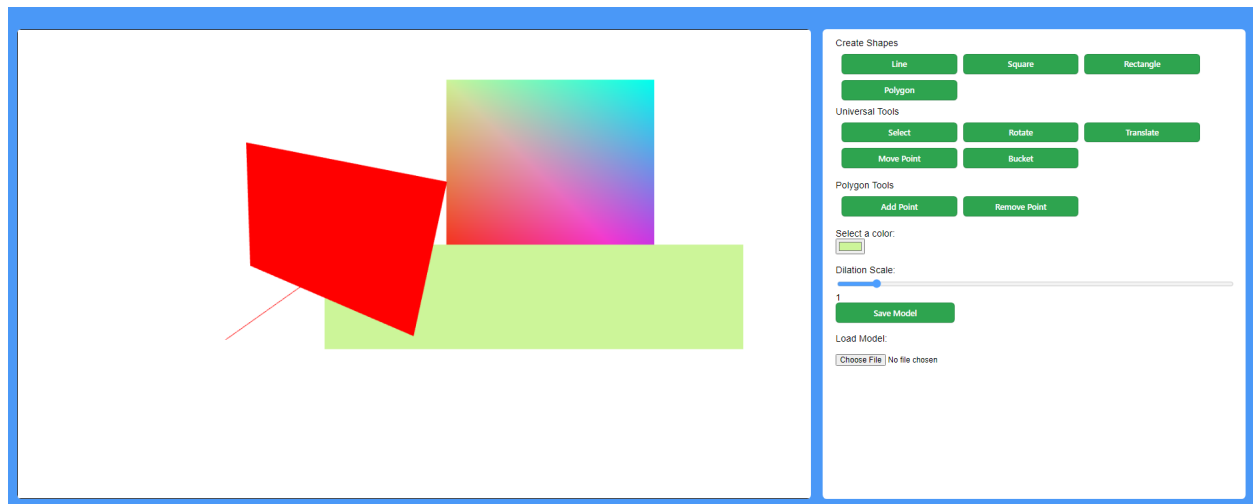 Create Shapes
Line Square Rectangle
Polygon
Universal Tools
Select Rotate Translate
Move Point Bucket
Polygon Tools
Add Point Remove Point
Select a color:
Dilation Scale:
1
Save Model
Load Model:
Choose File No file chosen